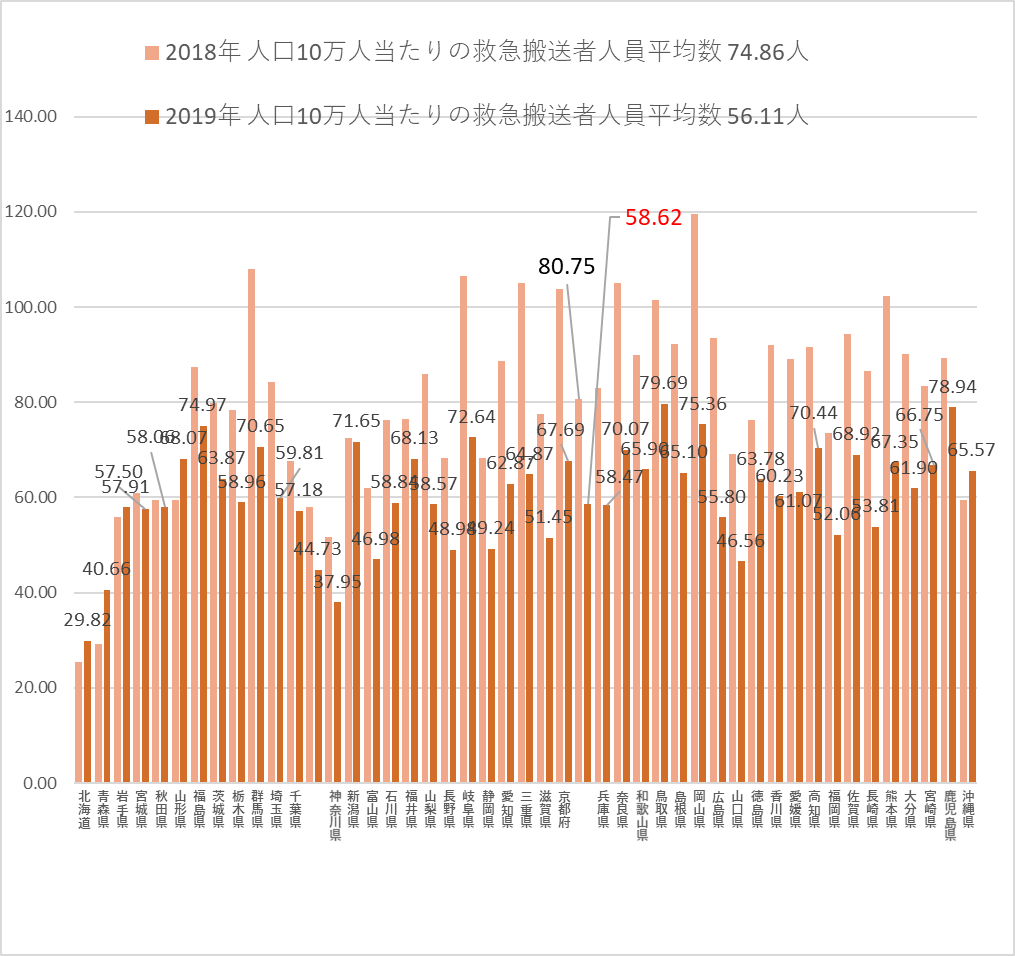 2018年 人口10万人当たりの救急搬送者人員平均数 74.86人
2019年 人口10万人当たりの救急搬送者人員平均数 56.11人
140.00
120.00
100.00
80.00
60.00
40.00
20.00
0.00
29.82
40.66
57.91
57.50
58.06
68.07
74.97
63.87
58.96
70.65
59.81
57.18
44.73
37.95
71.65
46.98
58.84
68.13
58.57
48.98
72.64
49.24
62.87
64.87
51.45
67.69
80.75
58.62
58.47
70.07
65.90
79.69
65.10
75.36
55.80
46.56
63.78
60.23
61.07
70.44
52.06
68.92
53.81
67.35
61.90
66.75
78.94
65.57
北海道
青森県
岩手県
宮城県
秋田県
山形県
福島県
茨城県
栃木県
群馬県
埼玉県
千葉県
神奈川県
新潟県
富山県
石川県
福井県
山梨県
長野県
岐阜県
静岡県
愛知県
三重県
滋賀県
京都府
兵庫県
奈良県
和歌山県
鳥取県
島根県
岡山県
広島県
山口県
徳島県
香川県
愛媛県
高知県
福岡県
佐賀県
長崎県
熊本県
大分県
宮崎県
鹿児島県
沖縄県